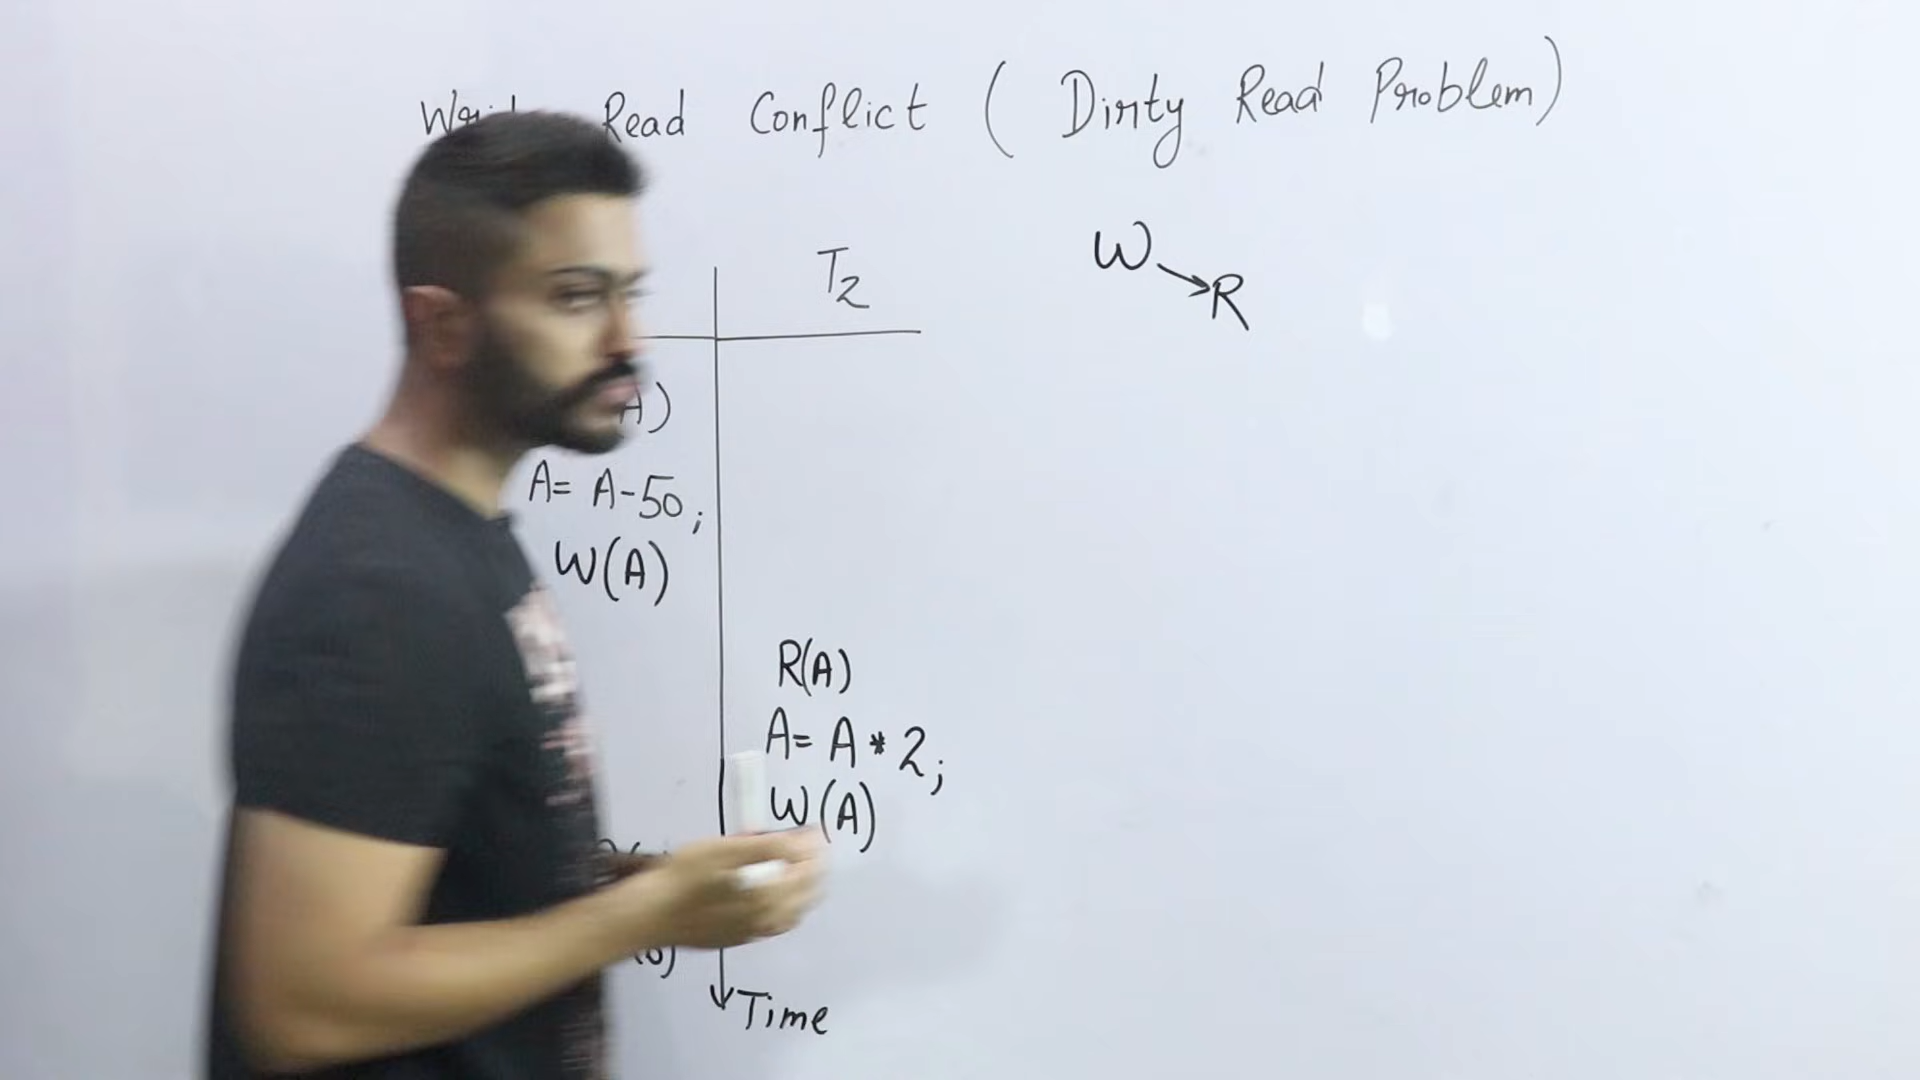 Read Conflict ( Dirty Read Problem)
T2
W→R
A)
A= A-50;
W(A)
R(A)
A= A * 2;
W(A)
Time